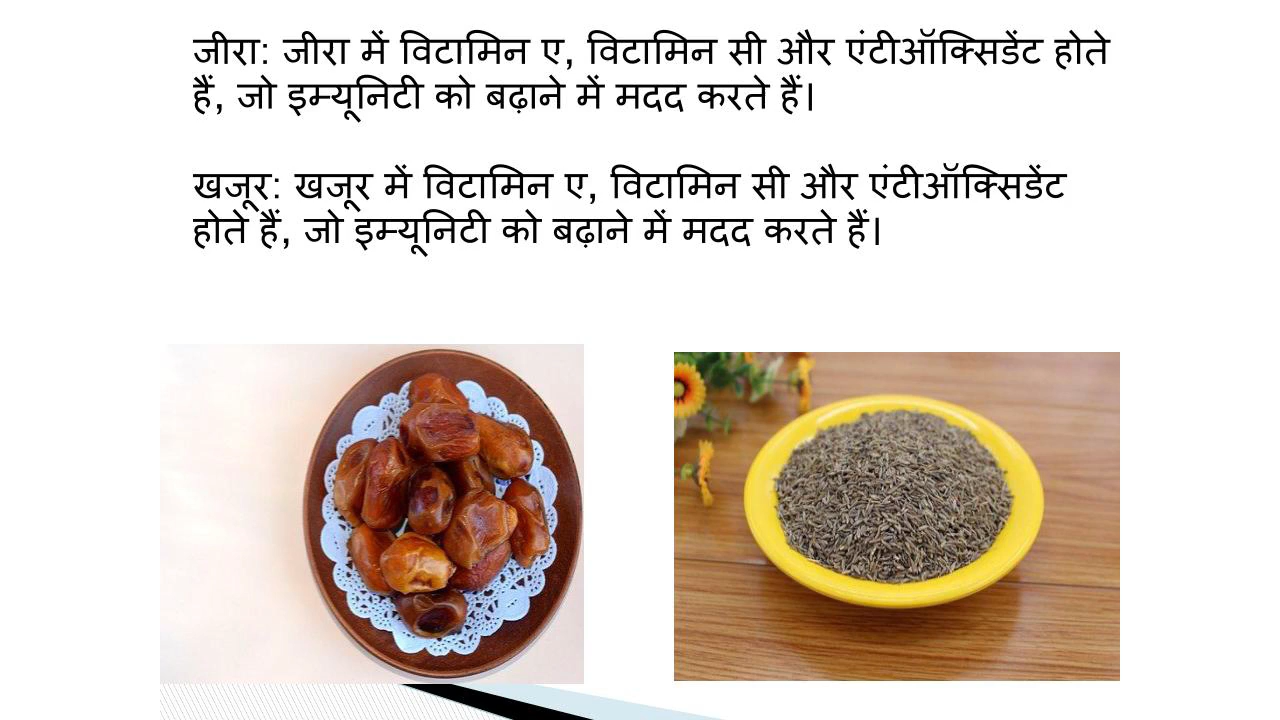 जीरा: जीरा में विटामिन ए, विटामिन सी और एंटीऑक्सिडेंट होते
हैं, जो इम्यूनिटी को बढ़ाने में मदद करते हैं।
खजूर: खजूर में विटामिन ए, विटामिन सी और एंटीऑक्सिडेंट
होते हैं, जो इम्यूनिटी को बढ़ाने में मदद करते हैं।